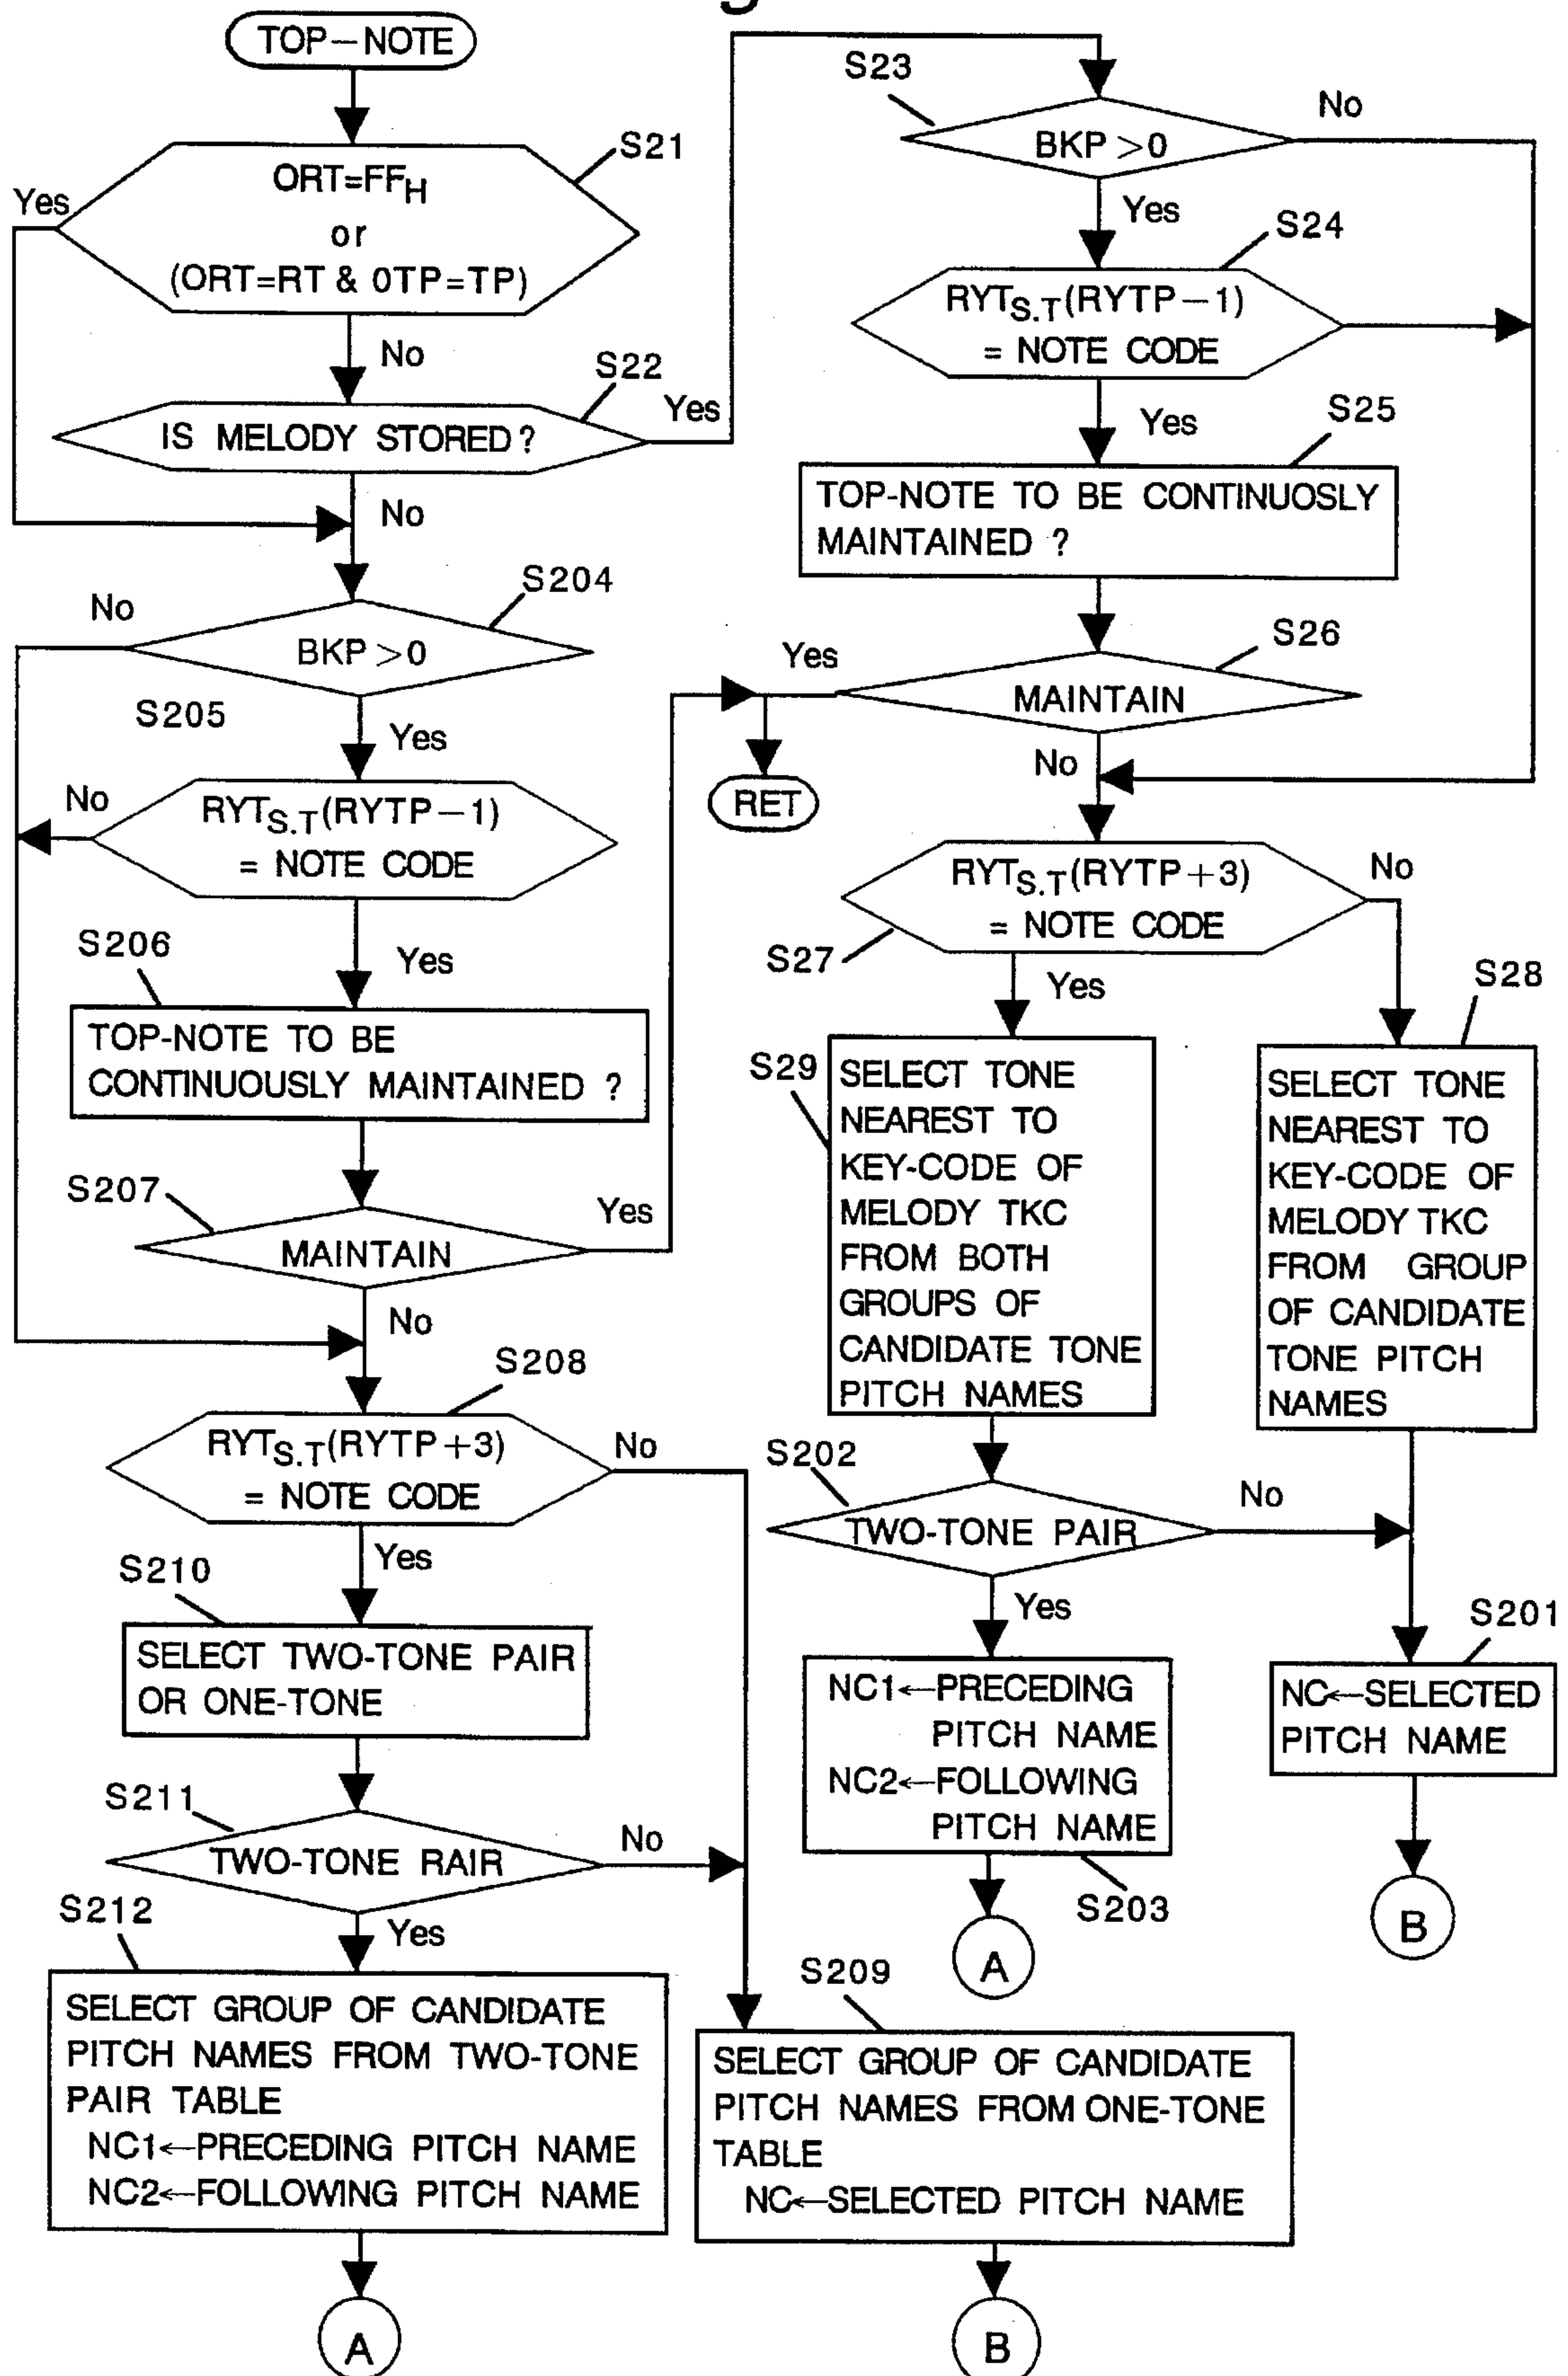 g
TOP-NOTE
S21
ORT=FFH
or
(ORT=RT & 0TP=TP)
Yes
No
S22
IS MELODY STORED?
Yes
No
S204
BKP>0
No
Yes
S205
RYTS.T(RYTP-1)
= NOTE CODE
No
Yes
S206
TOP-NOTE TO BE
CONTINUOUSLY MAINTAINED ?
S207
MAINTAIN
Yes
No
S208
RYTS.T(RYTP+3)
= NOTE CODE
No
Yes
S210
SELECT TWO-TONE PAIR
OR ONE-TONE
S211
TWO-TONE RAIR
No
Yes
S212
SELECT GROUP OF CANDIDATE
PITCH NAMES FROM TWO-TONE
PAIR TABLE
NC1←PRECEDING PITCH NAME
NC2←FOLLOWING PITCH NAME
A
S23
BKP>0
No
Yes
S24
RYTS.T(RYTP-1)
= NOTE CODE
Yes
S25
TOP-NOTE TO BE CONTINUOSLY
MAINTAINED ?
S26
MAINTAIN
Yes
RET
No
RYTS.T(RYTP+3)
= NOTE CODE
S27
No
Yes
S29
SELECT TONE
NEAREST TO
KEY-CODE OF
MELODY TKC
FROM BOTH
GROUPS OF
CANDIDATE TONE
PITCH NAMES
S28
SELECT TONE
NEAREST TO
KEY-CODE OF
MELODY TKC
FROM GROUP
OF CANDIDATE
TONE PITCH
NAMES
S202
TWO-TONE PAIR
No
Yes
NC1←PRECEDING
PITCH NAME
NC2←FOLLOWING
PITCH NAME
S203
A
S201
NC←SELECTED
PITCH NAME
B
S209
SELECT GROUP OF CANDIDATE
PITCH NAMES FROM ONE-TONE
TABLE
NC←SELECTED PITCH NAME
B